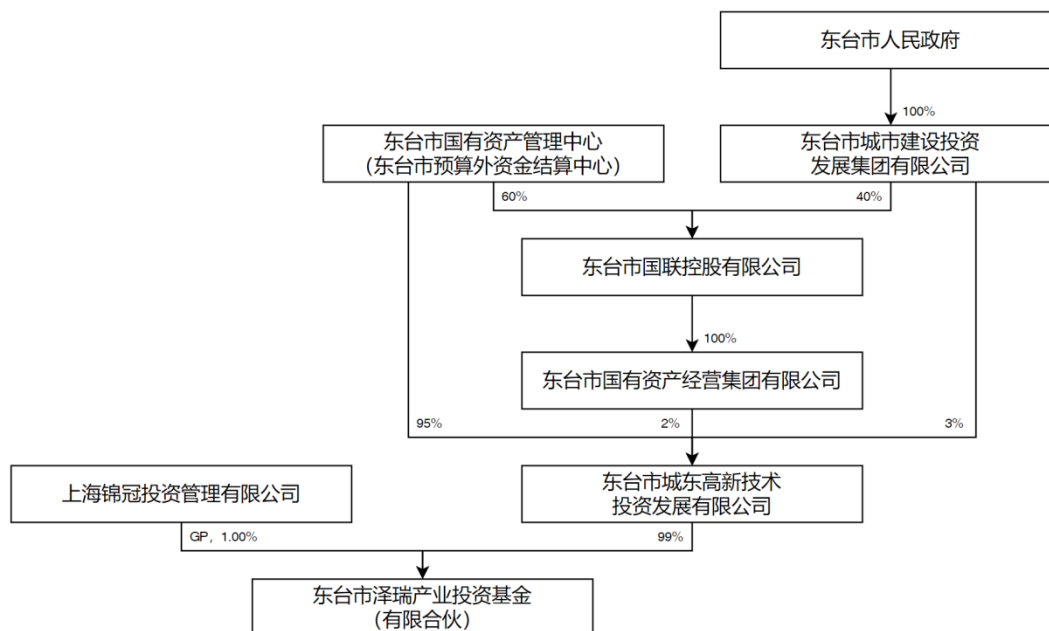 东台市人民政府
100%
东台市国有资产管理中心
（东台市预算外资金结算中心）
东台市城市建设投资
发展集团有限公司
60%
40%
东台市国联控股有限公司
100%
东台市国有资产经营集团有限公司
95%
2%
3%
上海锦冠投资管理有限公司
东台市城东高新技术
投资发展有限公司
GP，1.00%
99%
东台市泽瑞产业投资基金
（有限合伙）